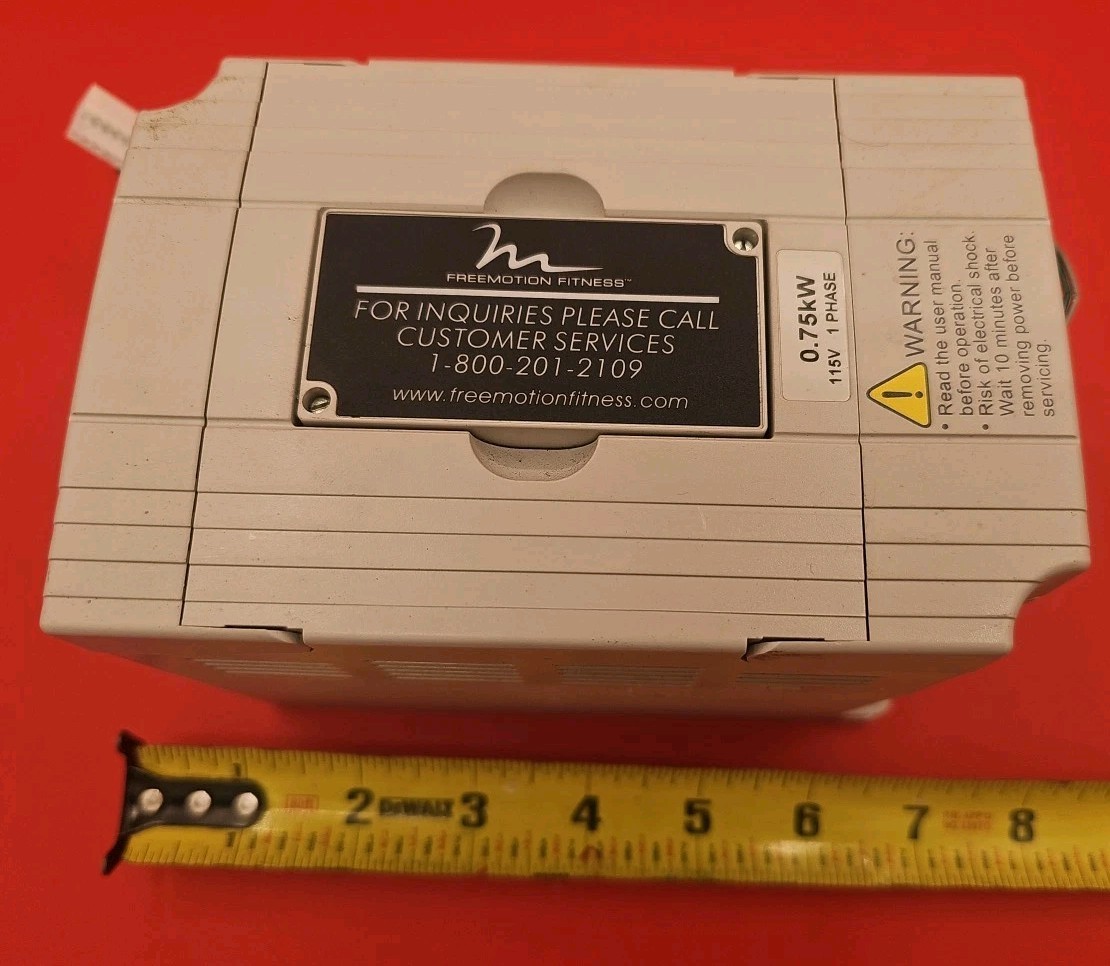 FREEMOTION FITNESS™
FOR INQUIRIES PLEASE CALL
CUSTOMER SERVICES
1-800-201-2109
www.freemotionfitness.com
0.75kW
115V 1 PHASE
WARNING:
• Read the user manual
before operation.
• Risk of electrical shock.
• Wait 10 minutes after
removing power before
servicing.
1 2 DEWALT 3 4 5 6 7 8
1